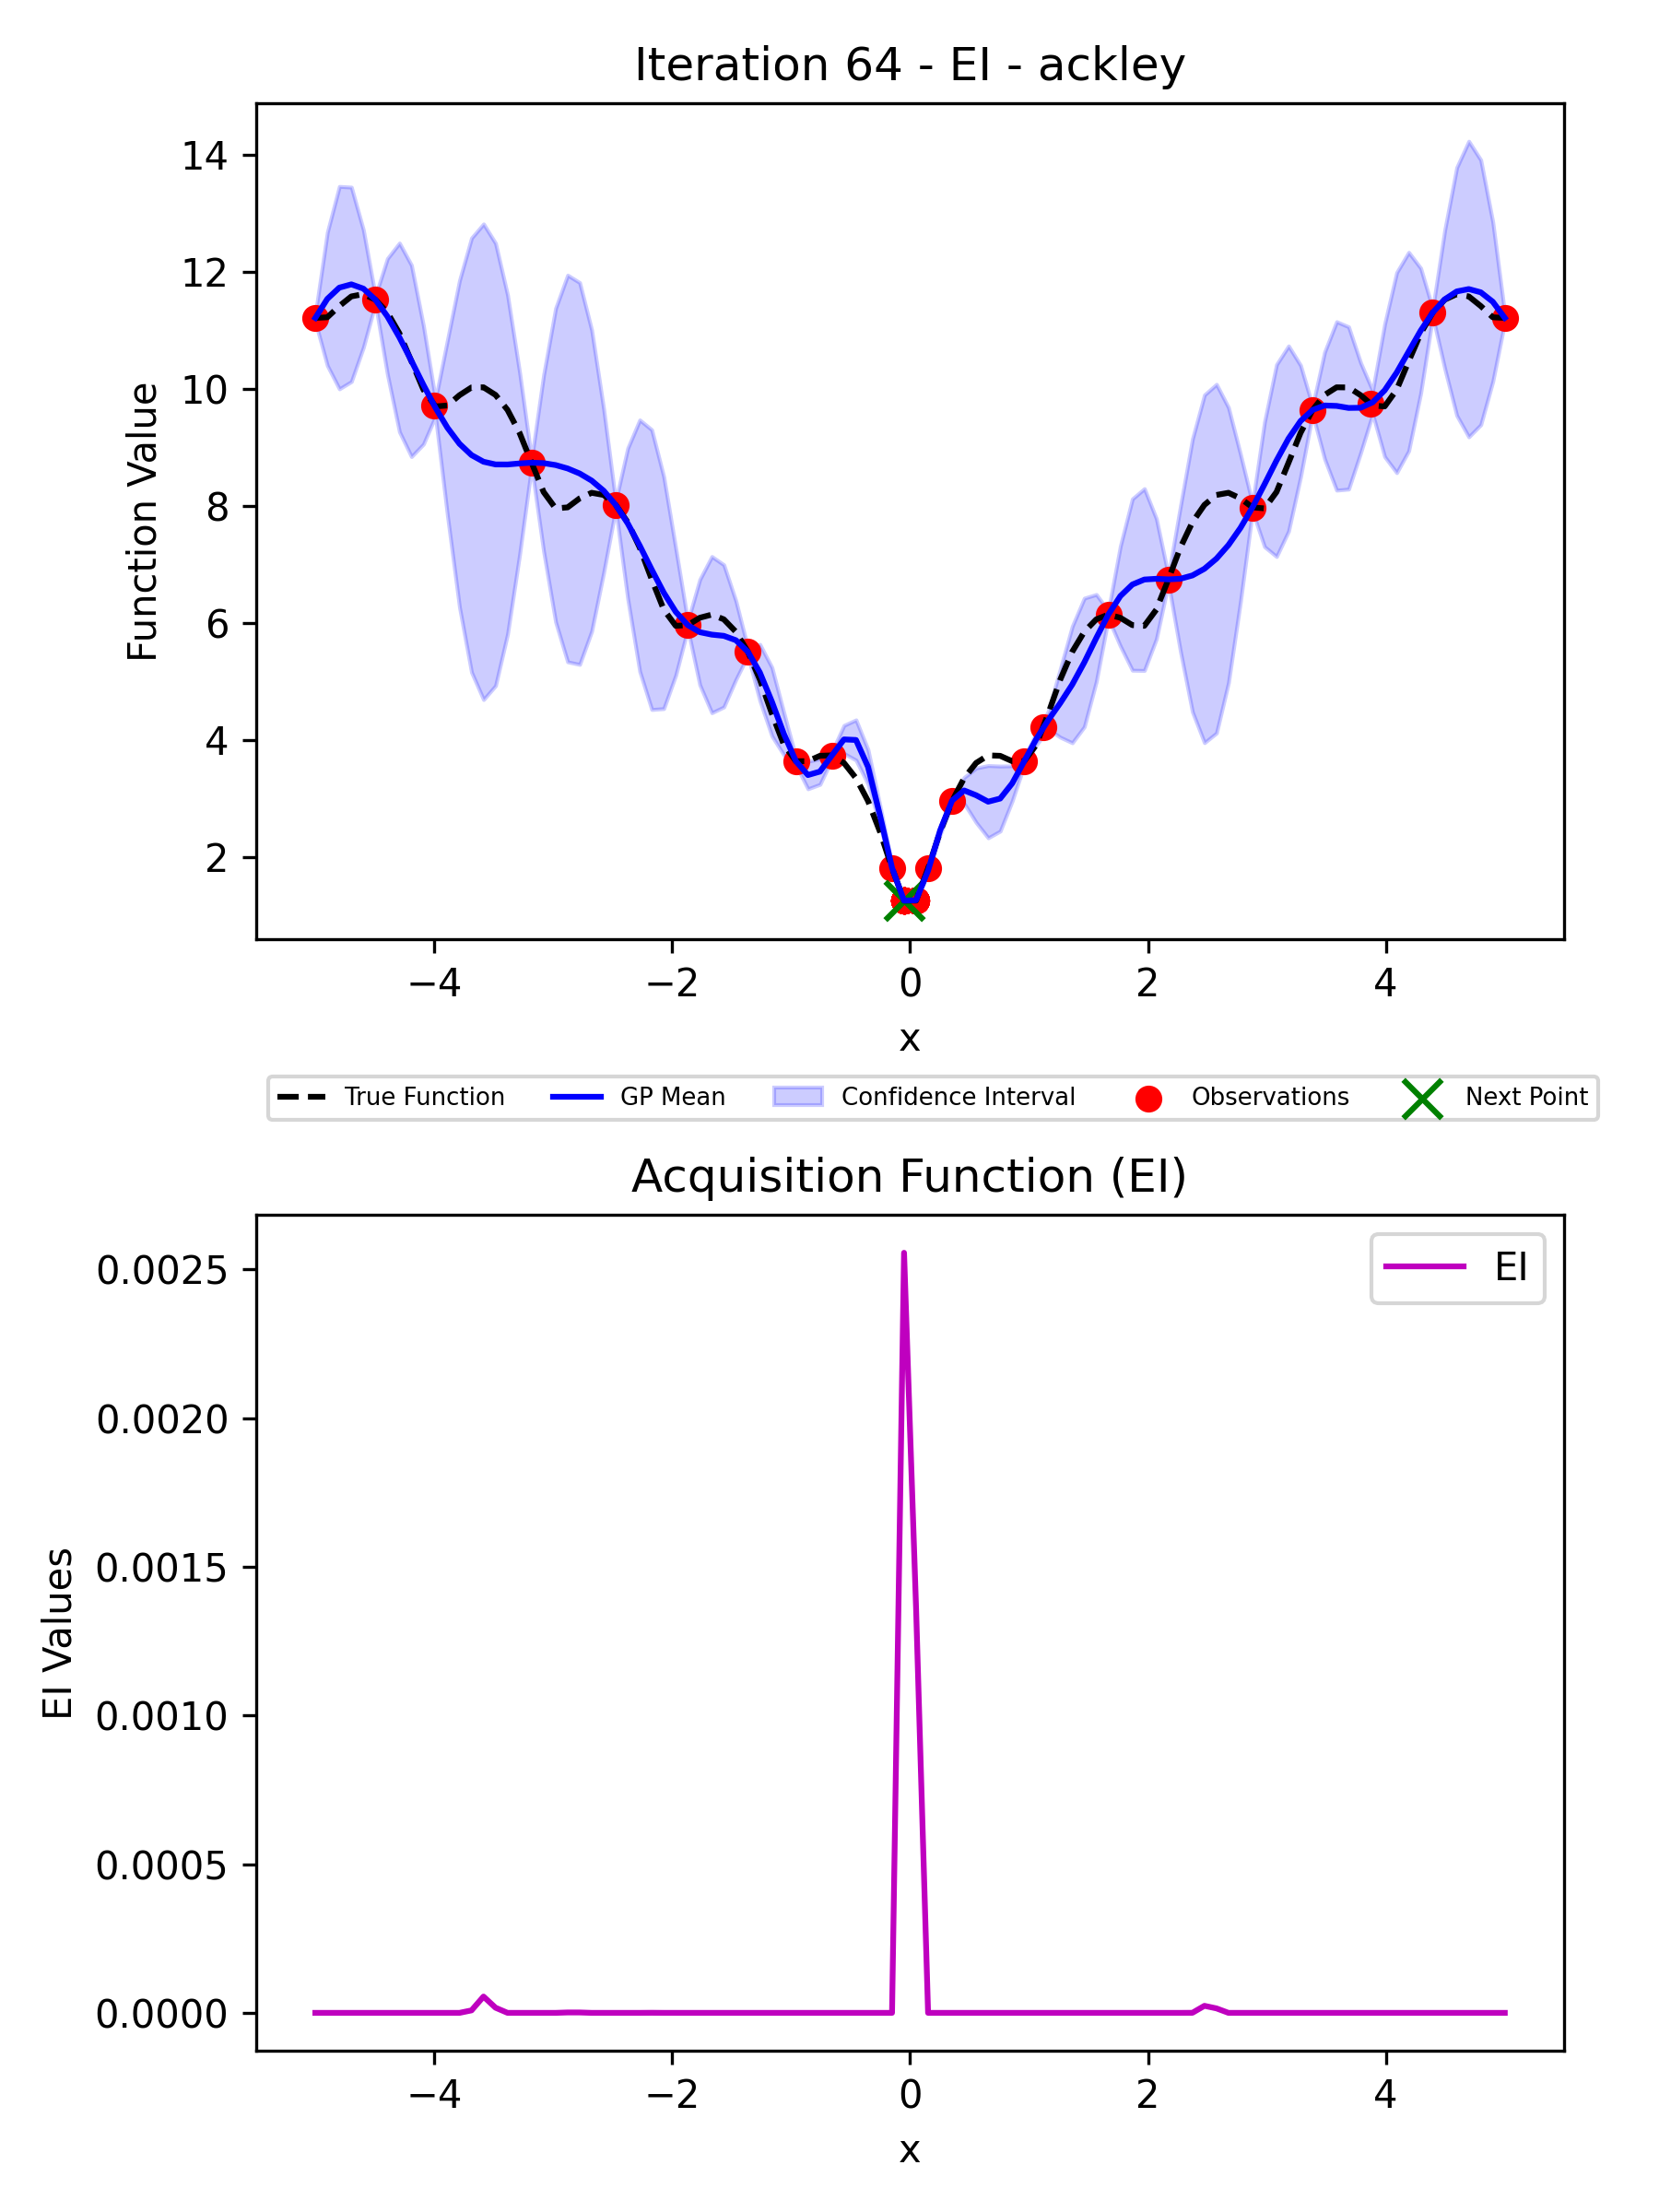 Iteration 64 - EI - ackley
14
12
10
8
6
4
2
Function Value
−4 −2 0 2 4
x
True Function GP Mean Confidence Interval Observations Next Point
Acquisition Function (EI)
EI
0.0025
0.0020
0.0015
0.0010
0.0005
0.0000
EI Values
−4 −2 0 2 4
x